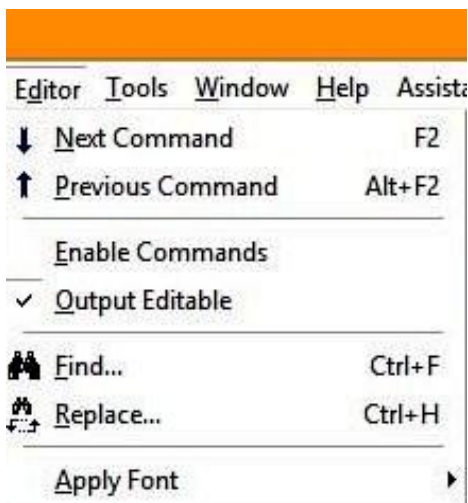 Editor Tools Window Help Assista
Next Command F2
Previous Command Alt+F2
Enable Commands
Output Editable
Find... Ctrl+F
Replace... Ctrl+H
Apply Font